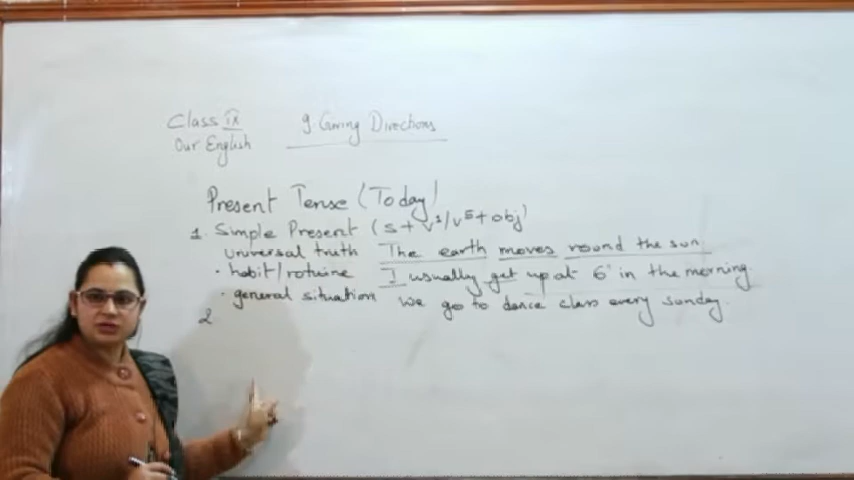 Class IX 9. Giving Directions
Our English
Present Tense (Today)
1. Simple Present (S + V¹/V⁵ + obj)
universal truth The earth moves round the sun
• habit/rotuine I usually get up at 6' in the morning
• general situation We go to dance class every sunday.
2